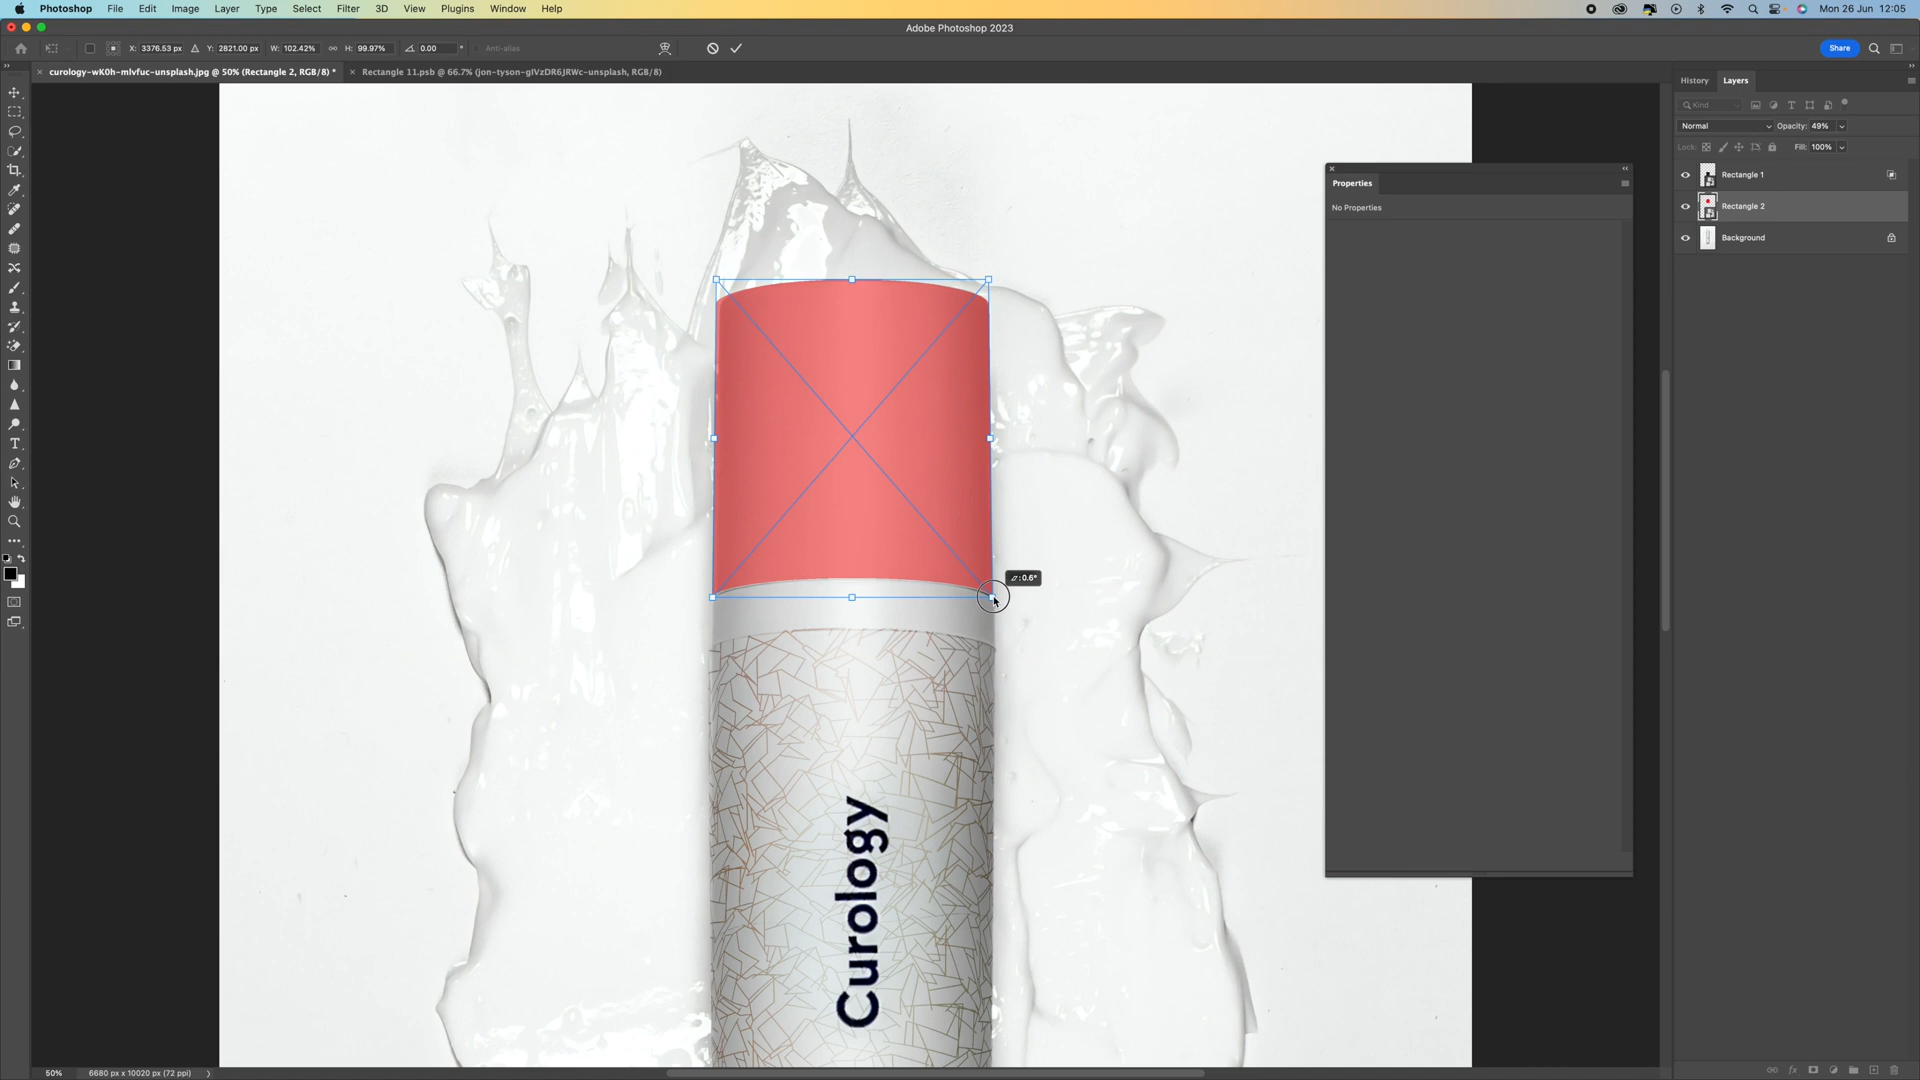 Photoshop File Edit Image Layer Type Select Filter 3D View Plugins Window Help Mon 26 Jun 12:05
Adobe Photoshop 2023
X: 3376.53 px Y: 2821.00 px W: 102.42% H: 99.97% 0.00 ° Anti-alias Share
curology-wK0h-mlvfuc-unsplash.jpg @ 50% (Rectangle 2, RGB/8) * Rectangle 11.psb @ 66.7% (jon-tyson-gIVzDR6JRWc-unsplash, RGB/8)
History Layers
Kind
Normal Opacity: 49%
Lock: Fill: 100%
Rectangle 1
Rectangle 2
Background
Properties
No Properties
▱: 0.6°
Curology
50% 6680 px x 10020 px (72 ppi)